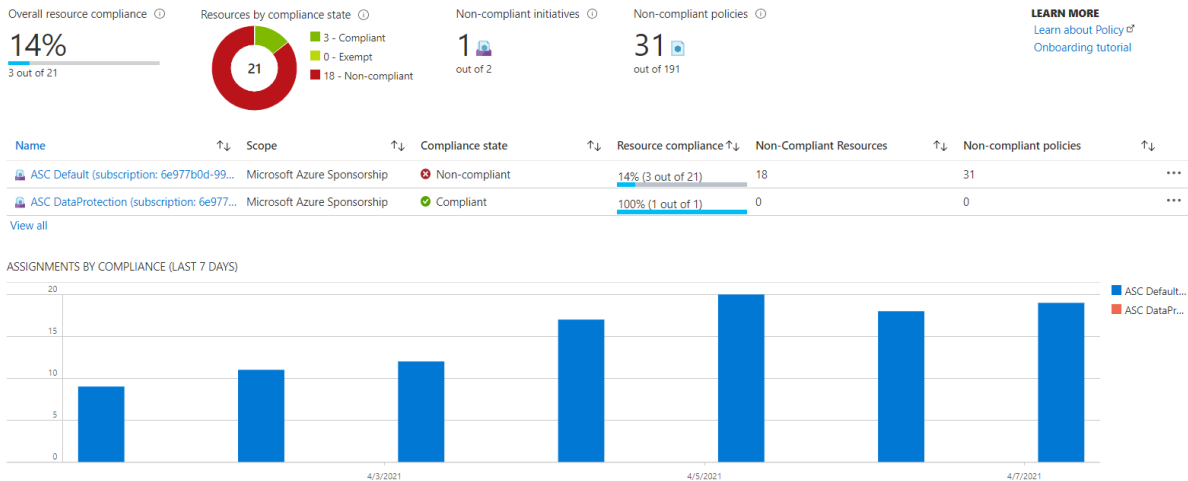 Overall resource compliance
14%
3 out of 21
Resources by compliance state
21
3 - Compliant
0 - Exempt
18 - Non-compliant
Non-compliant initiatives
1
out of 2
Non-compliant policies
31
out of 191
LEARN MORE
Learn about Policy
Onboarding tutorial
Name Scope Compliance state Resource compliance Non-Compliant Resources Non-compliant policies
ASC Default (subscription: 6e977b0d-99... Microsoft Azure Sponsorship Non-compliant 14% (3 out of 21) 18 31
ASC DataProtection (subscription: 6e977... Microsoft Azure Sponsorship Compliant 100% (1 out of 1) 0 0
View all
ASSIGNMENTS BY COMPLIANCE (LAST 7 DAYS)
20
15
10
5
0
4/3/2021 4/5/2021 4/7/2021
ASC Default...
ASC DataPr...